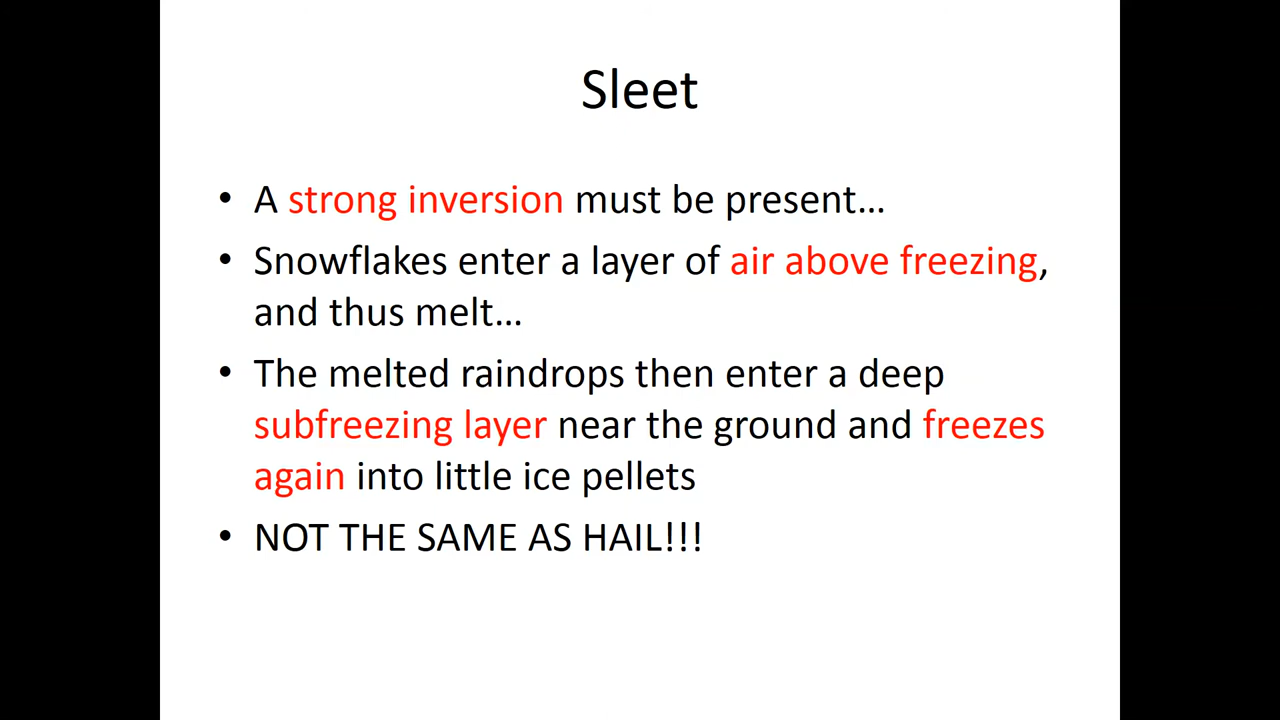 Sleet
• A strong inversion must be present…
• Snowflakes enter a layer of air above freezing,
and thus melt…
• The melted raindrops then enter a deep
subfreezing layer near the ground and freezes
again into little ice pellets
• NOT THE SAME AS HAIL!!!